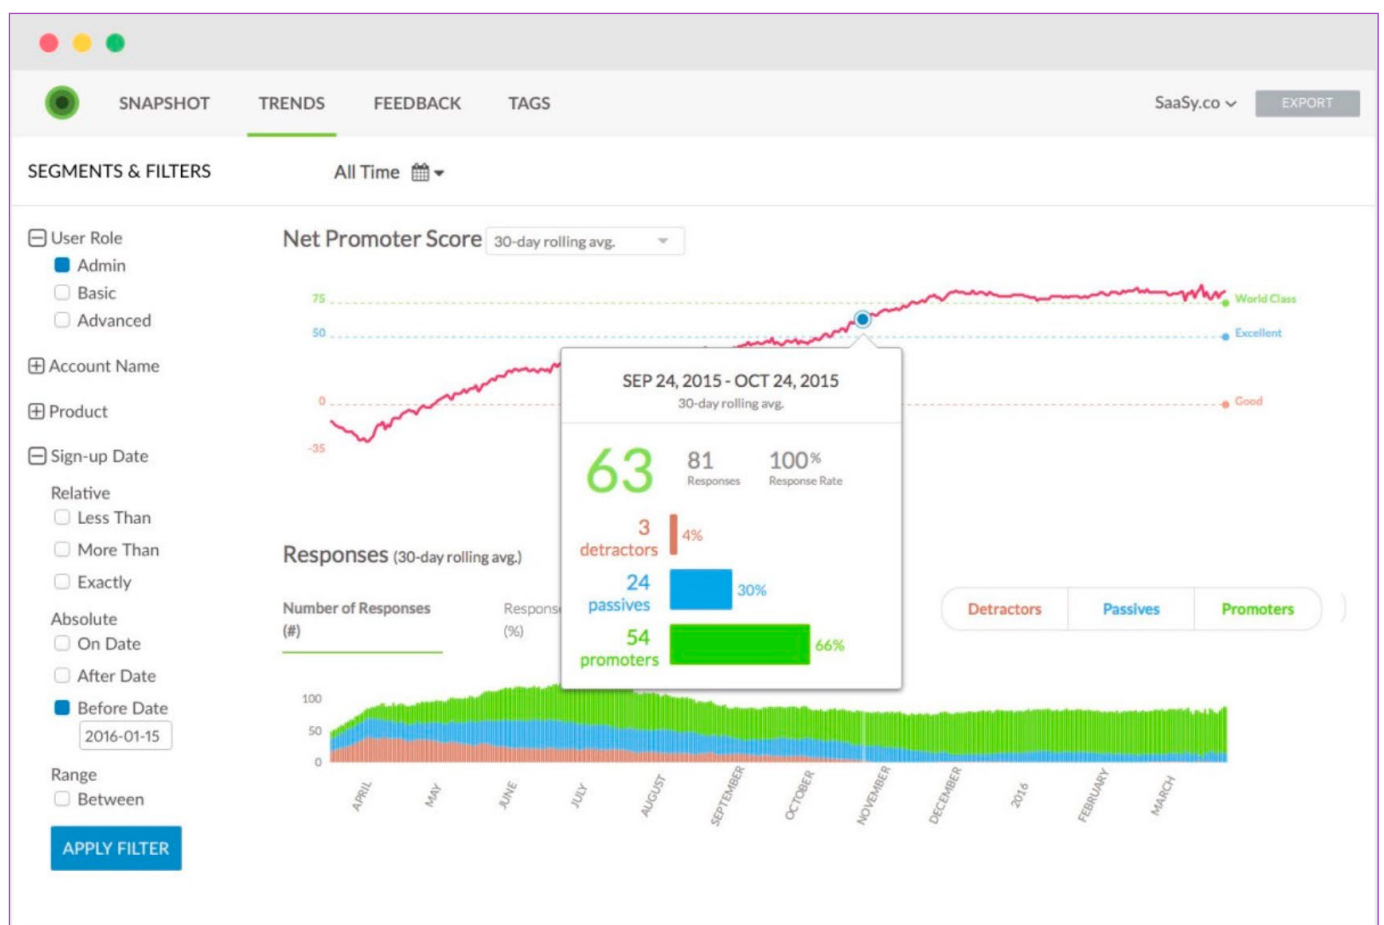 SNAPSHOT TRENDS FEEDBACK TAGS SaaSy.co EXPORT
SEGMENTS & FILTERS All Time
User Role
Admin
Basic
Advanced
Account Name
Product
Sign-up Date
Relative
Less Than
More Than
Exactly
Absolute
On Date
After Date
Before Date
2016-01-15
Range
Between
APPLY FILTER
Net Promoter Score 30-day rolling avg.
75 World Class
50 Excellent
0 Good
-35
SEP 24, 2015 - OCT 24, 2015
30-day rolling avg.
63
81 100%
Responses Response Rate
3
detractors 4%
24
passives 30%
54
promoters 66%
Responses (30-day rolling avg.)
Number of Responses
(#)
Respons
(%)
Detractors Passives Promoters
100
50
0
APRIL MAY JUNE JULY AUGUST SEPTEMBER OCTOBER NOVEMBER DECEMBER 2016 FEBRUARY MARCH